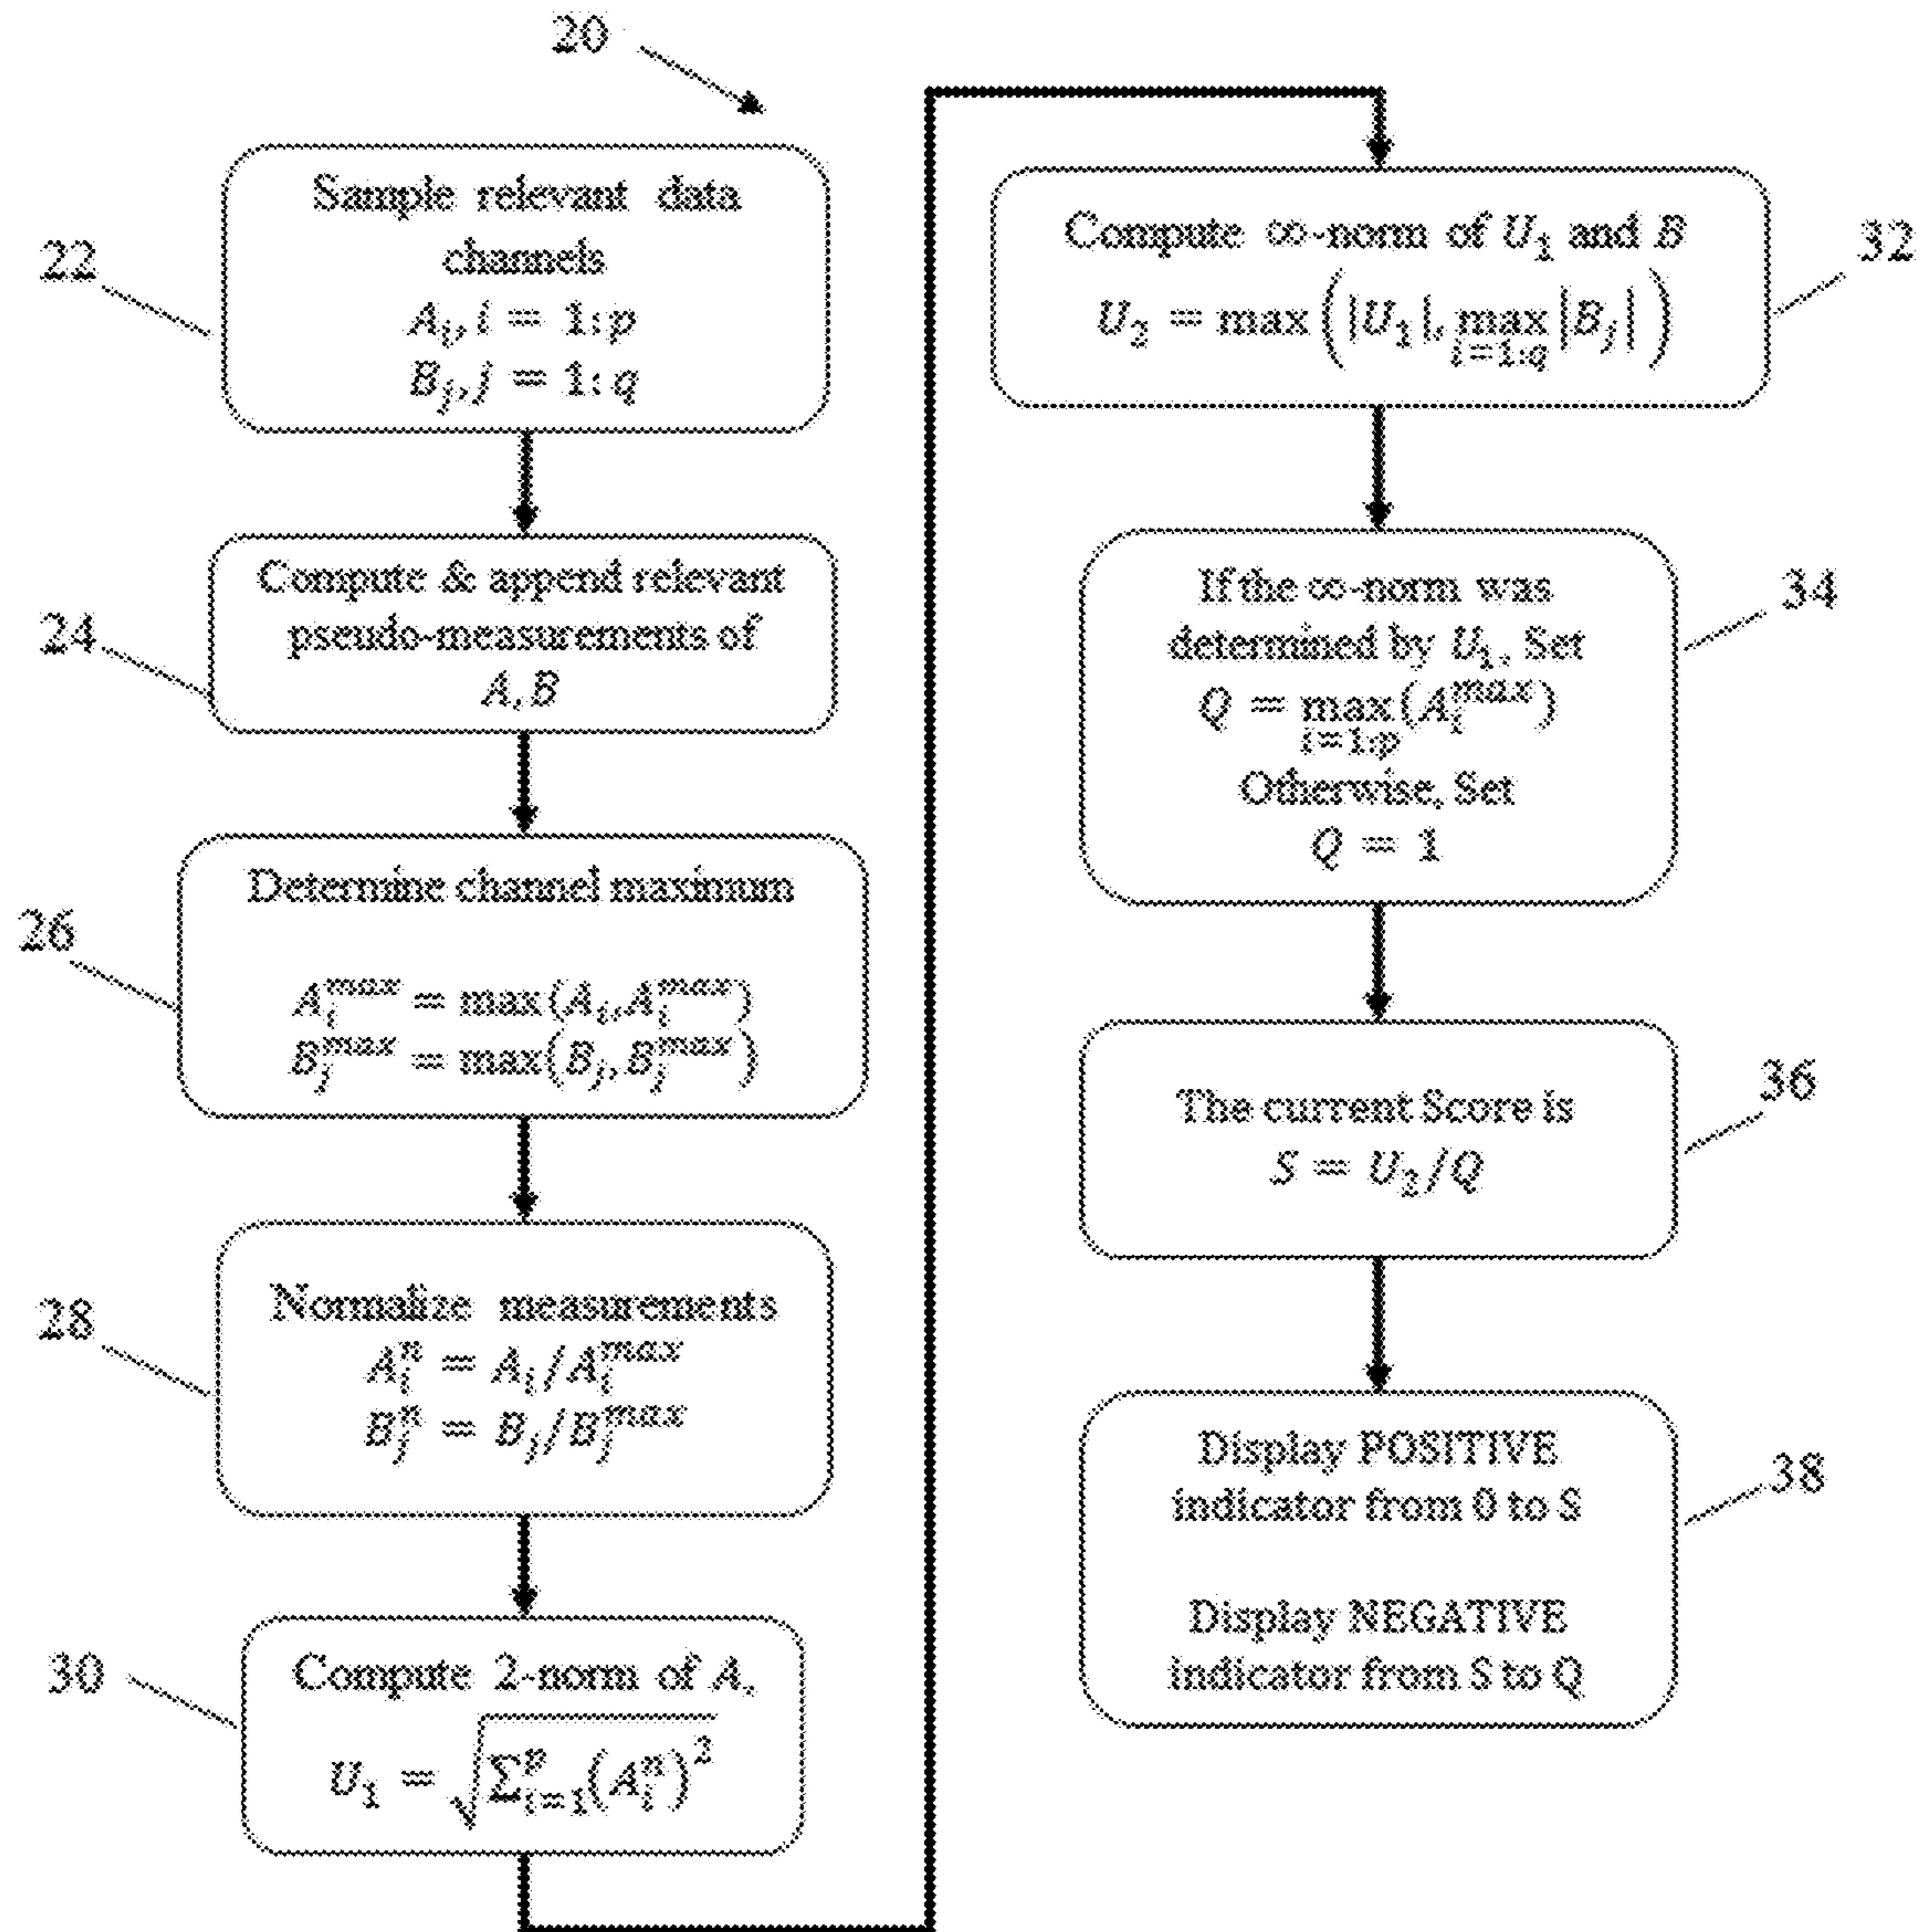 20
22
Sample relevant data
channels
A_i, i = 1:p
B_j, j = 1:q
24
Compute & append relevant
pseudo-measurements of
A, B
26
Determine channel maximum
A_i^max = max(A_i, A_i^max)
B_j^max = max(B_j, B_j^max)
28
Normalize measurements
A_i^n = A_i/A_i^max
B_j^n = B_j/B_j^max
30
Compute 2-norm of A,
U_1 = √(Σ_{i=1}^p (A_i^n)^2)
32
Compute ∞-norm of U_1 and B
U_2 = max(|U_1|, max_{i=1:q} |B_j|)
34
If the ∞-norm was
determined by U_1, Set
Q = max_{i=1:p} (A_i^max)
Otherwise, Set
Q = 1
36
The current Score is
S = U_2/Q
38
Display POSITIVE
indicator from 0 to S
Display NEGATIVE
indicator from S to Q